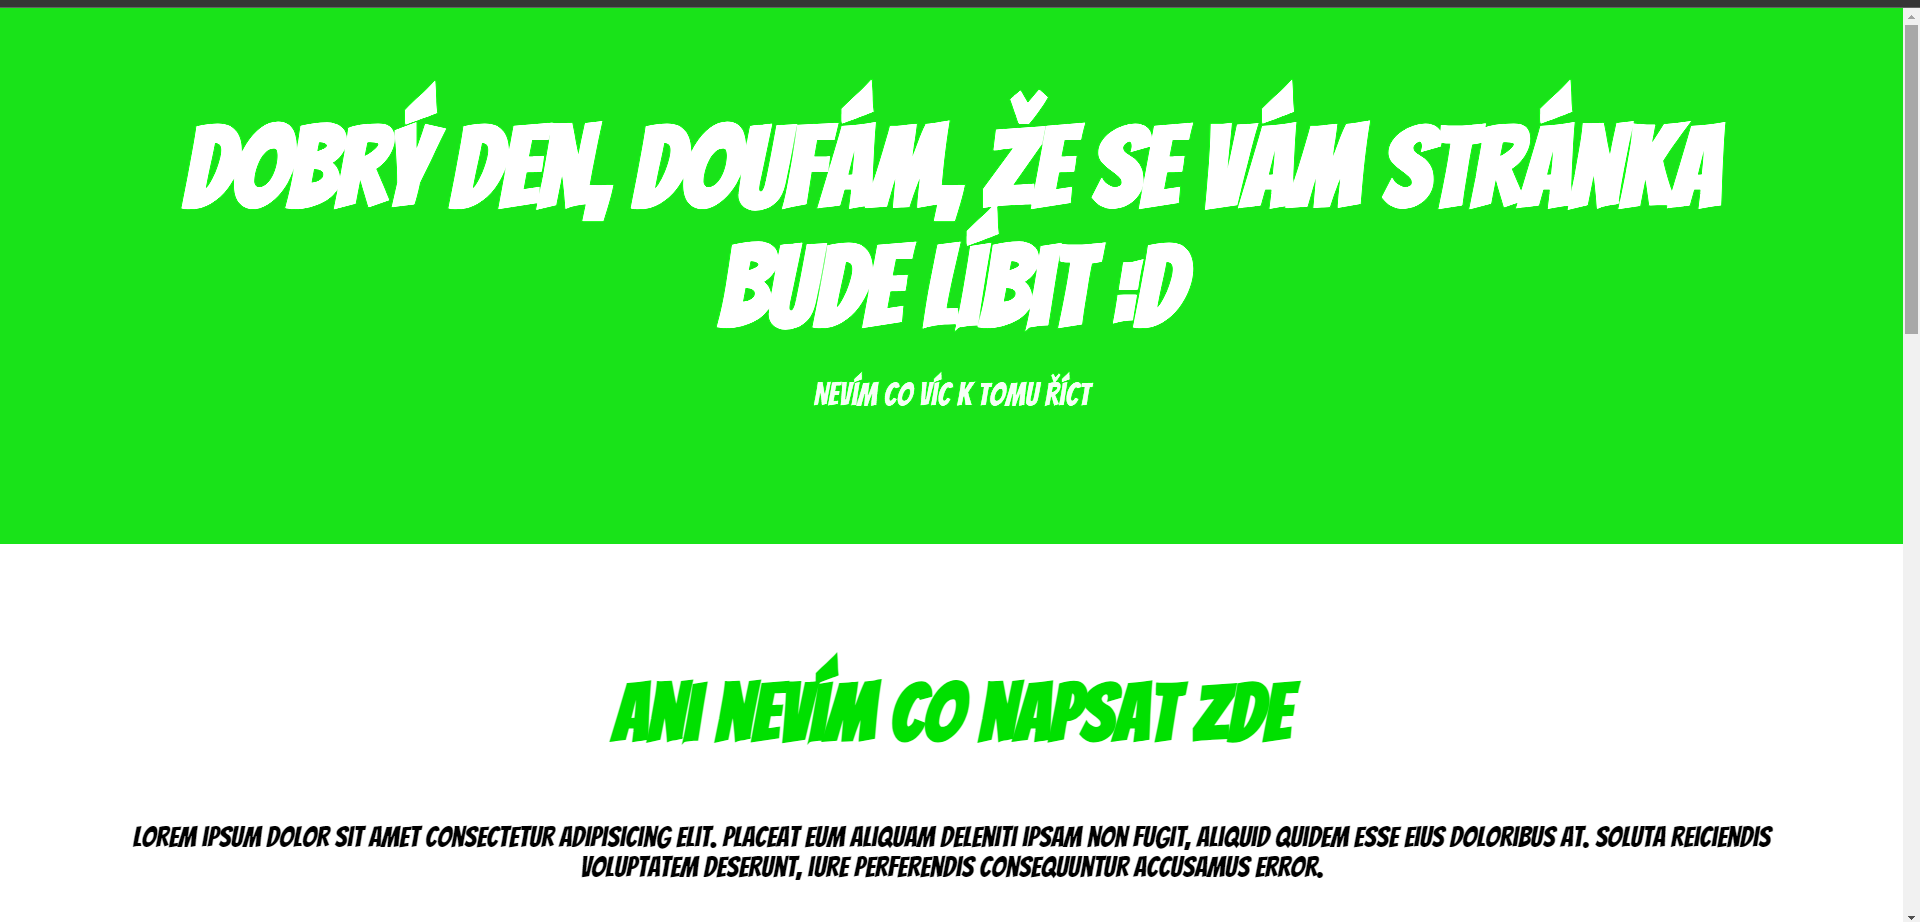 DOBRÝ DEN, DOUFÁM, ŽE SE VÁM STRÁNKA
BUDE LÍBIT :D
NEVÍM CO VÍC K TOMU ŘÍCT
ANI NEVÍM CO NAPSAT ZDE
LOREM IPSUM DOLOR SIT AMET CONSECTETUR ADIPISICING ELIT. PLACEAT EUM ALIQUAM DELENITI IPSAM NON FUGIT, ALIQUID QUIDEM ESSE EIUS DOLORIBUS AT. SOLUTA REICIENDIS
VOLUPTATEM DESERUNT, IURE PERFERENDIS CONSEQUUNTUR ACCUSAMUS ERROR.